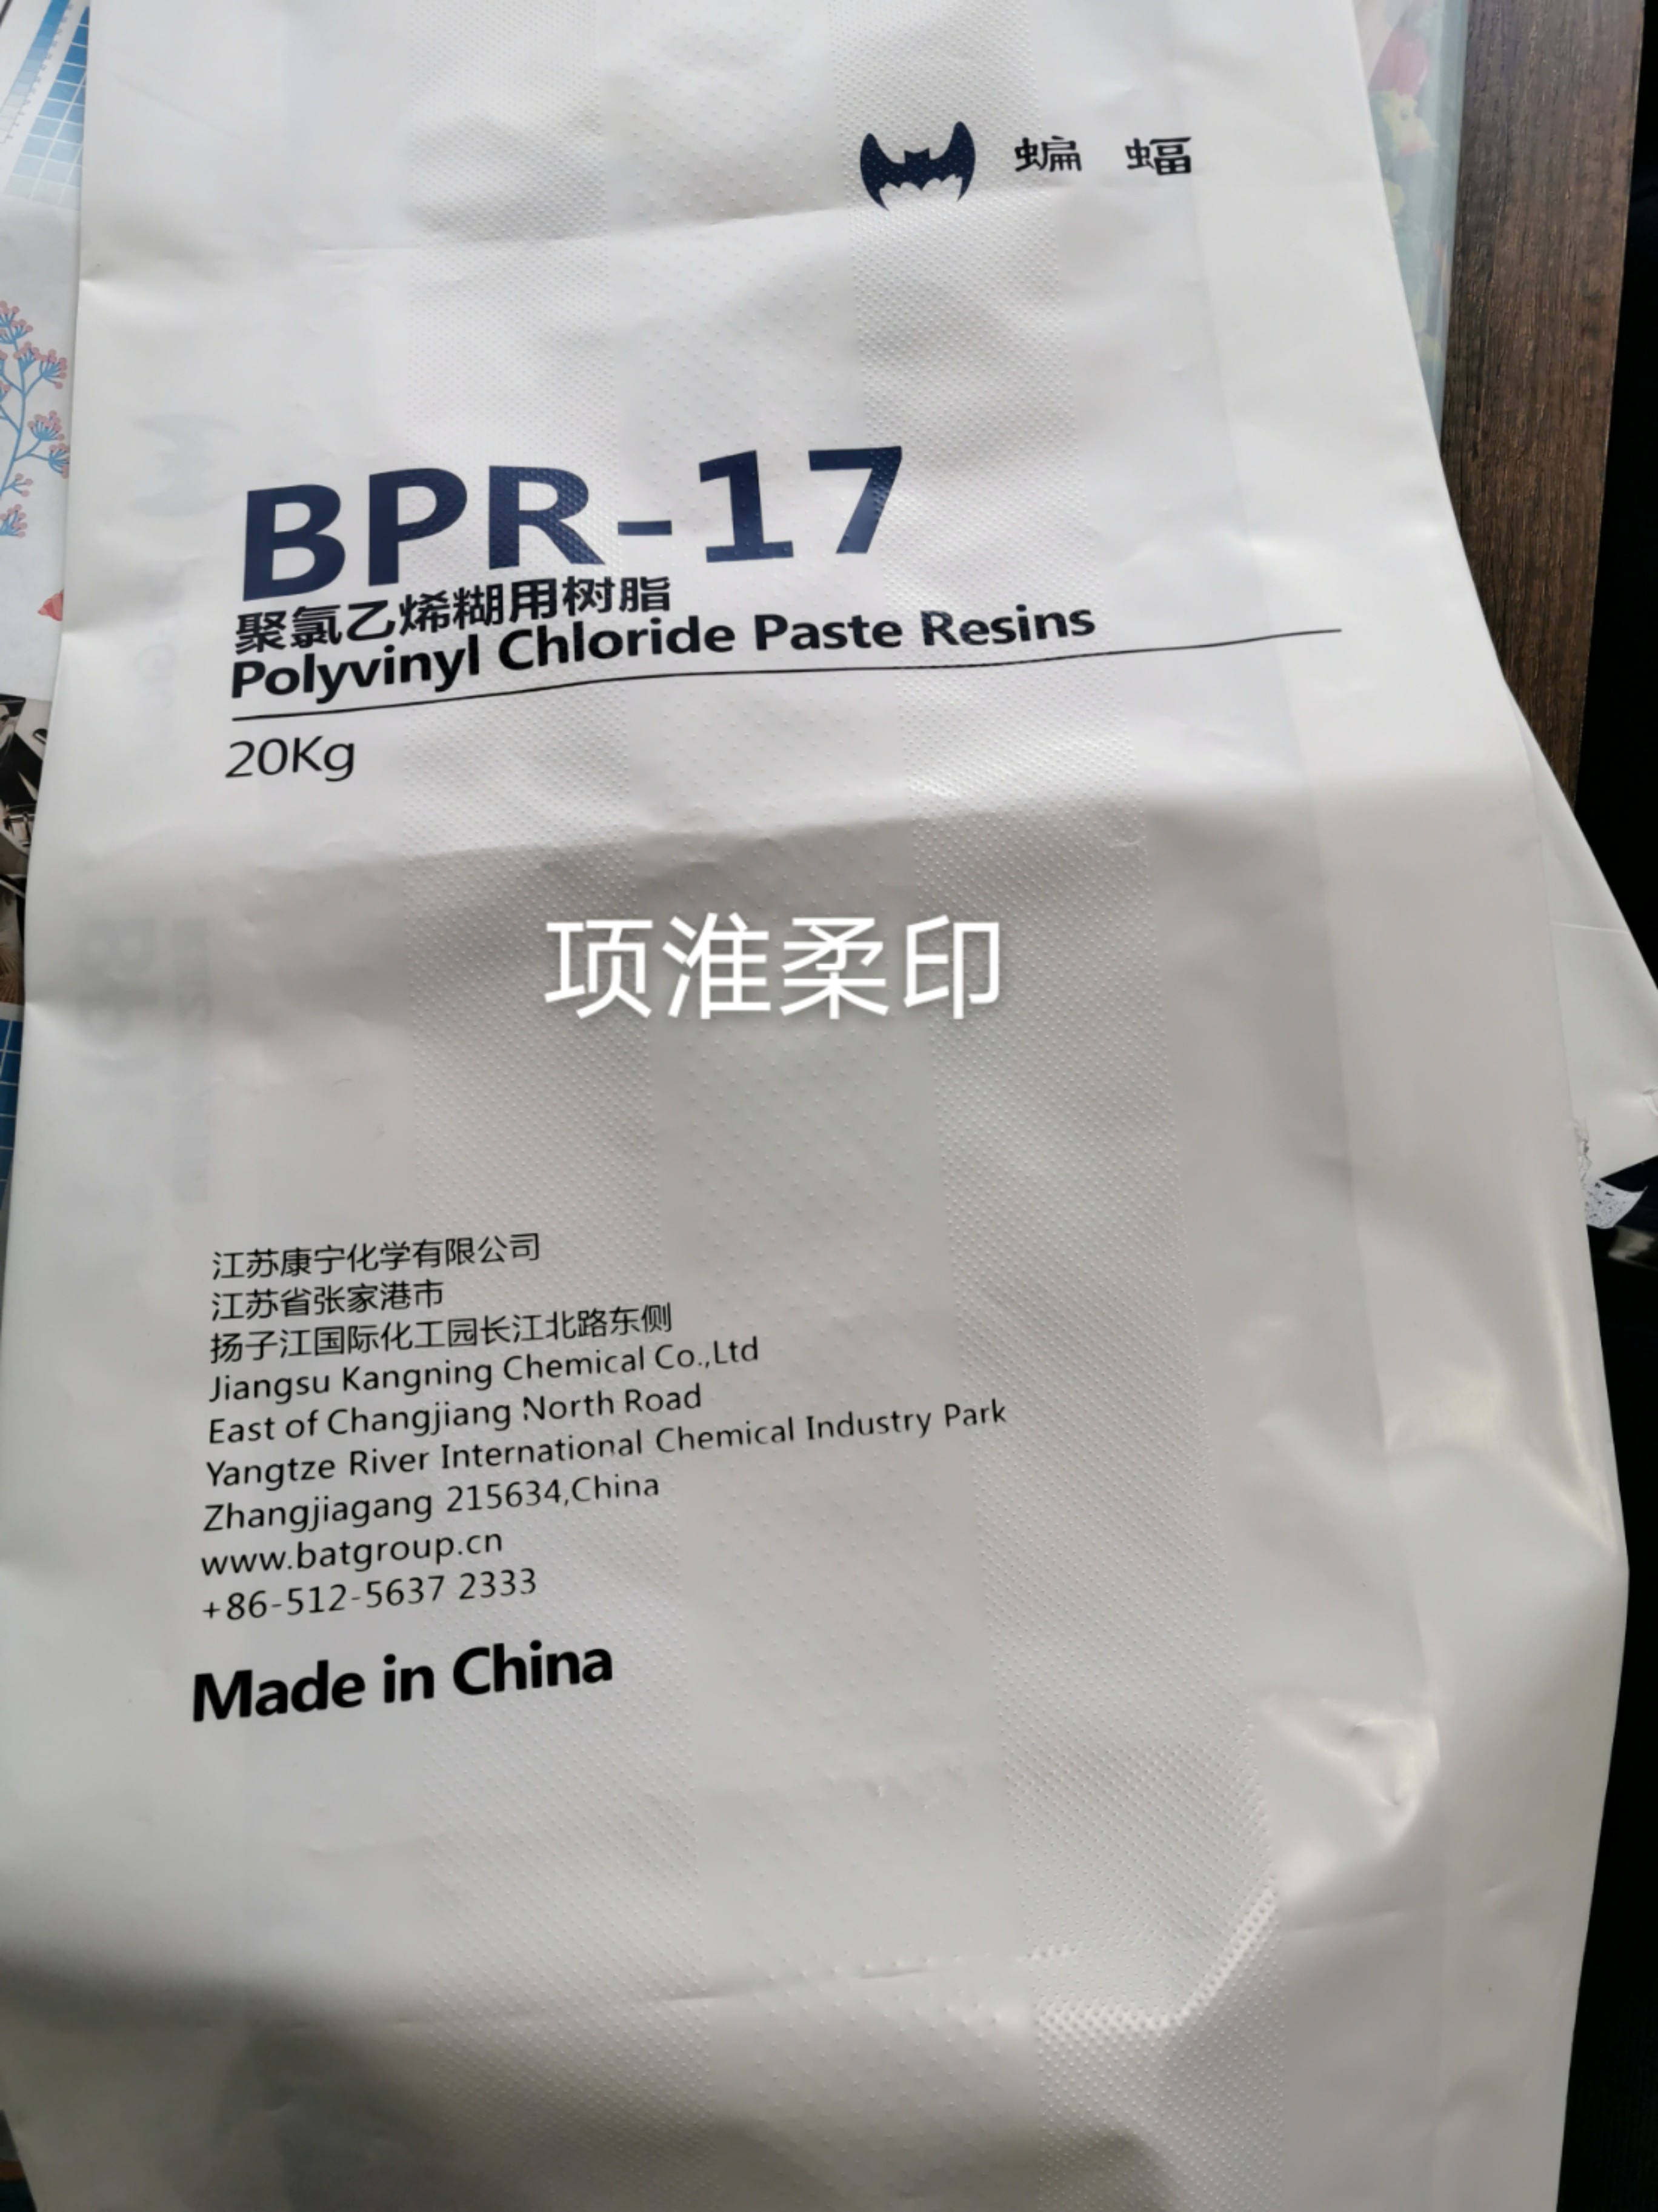 蝙 蝠
BPR-17
聚氯乙烯糊用树脂
Polyvinyl Chloride Paste Resins
20Kg
项淮柔印
江苏康宁化学有限公司
江苏省张家港市
扬子江国际化工园长江北路东侧
Jiangsu Kangning Chemical Co.,Ltd
East of Changjiang North Road
Yangtze River International Chemical Industry Park
Zhangjiagang 215634,China
www.batgroup.cn
+86-512-5637 2333
Made in China